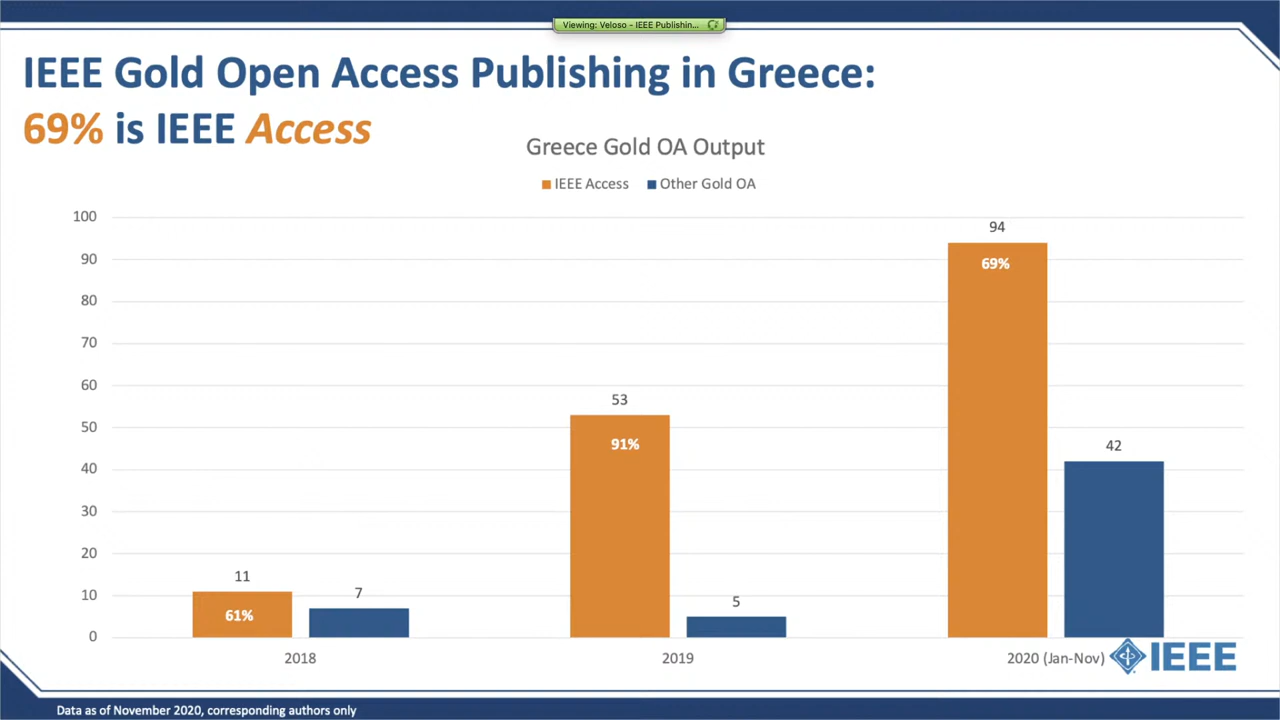 Viewing: Veloso - IEEE Publishin...
IEEE Gold Open Access Publishing in Greece:
69% is IEEE Access
Greece Gold OA Output
IEEE Access Other Gold OA
100
90
80
70
60
50
40
30
20
10
0
11
61%
7
53
91%
5
94
69%
42
2018 2019 2020 (Jan-Nov)
IEEE
Data as of November 2020, corresponding authors only